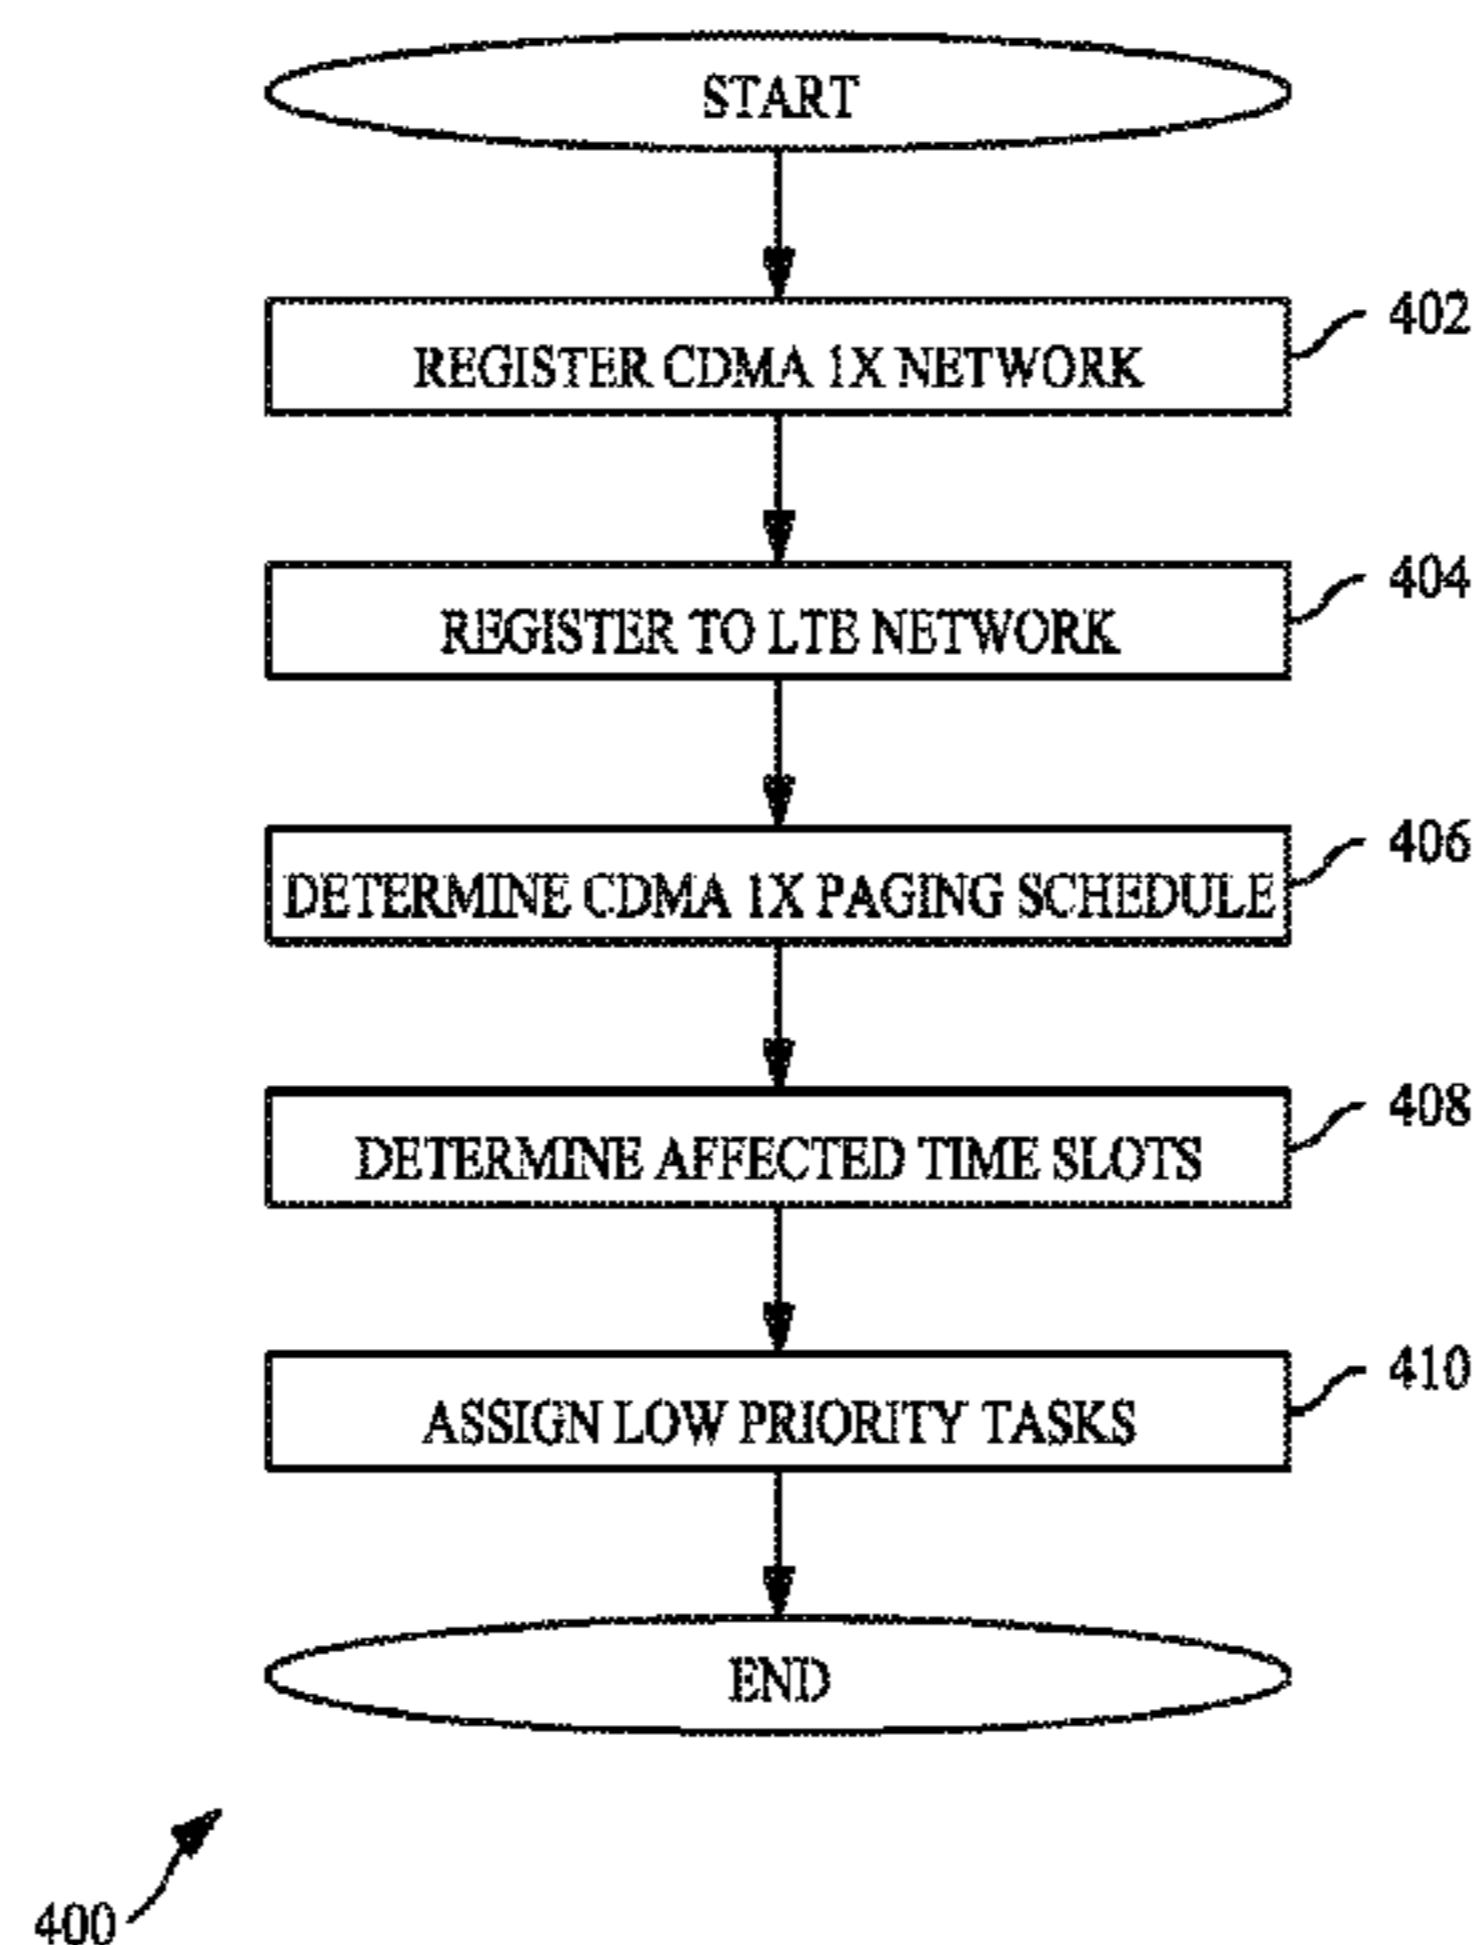 START
REGISTER CDMA 1X NETWORK
402
REGISTER TO LTE NETWORK
404
DETERMINE CDMA 1X PAGING SCHEDULE
406
DETERMINE AFFECTED TIME SLOTS
408
ASSIGN LOW PRIORITY TASKS
410
END
400